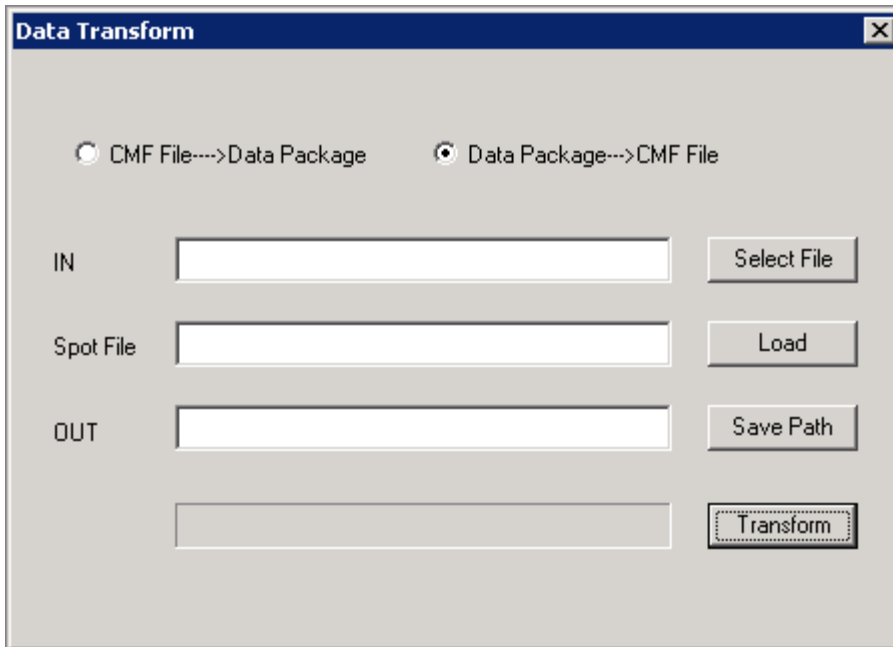 Data Transform
CMF File---->Data Package Data Package--->CMF File
IN Select File
Spot File Load
OUT Save Path
Transform